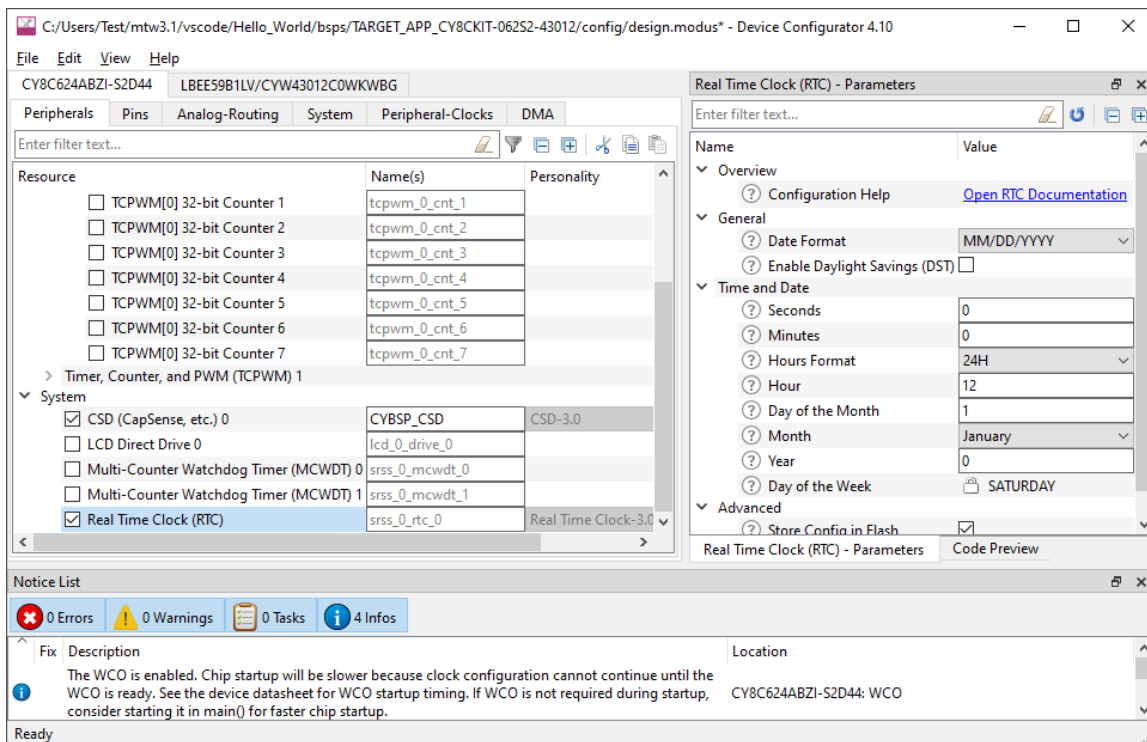 C:/Users/Test/mtw3.1/vscode/Hello_World/bsps/TARGET_APP_CY8CKIT-062S2-43012/config/design.modus* - Device Configurator 4.10
File Edit View Help
CY8C624ABZI-S2D44 LBEE59B1LV/CYW43012C0WKWBG
Peripherals Pins Analog-Routing System Peripheral-Clocks DMA
Enter filter text...
Resource Name(s) Personality
TCPWM[0] 32-bit Counter 1 tcpwm_0_cnt_1
TCPWM[0] 32-bit Counter 2 tcpwm_0_cnt_2
TCPWM[0] 32-bit Counter 3 tcpwm_0_cnt_3
TCPWM[0] 32-bit Counter 4 tcpwm_0_cnt_4
TCPWM[0] 32-bit Counter 5 tcpwm_0_cnt_5
TCPWM[0] 32-bit Counter 6 tcpwm_0_cnt_6
TCPWM[0] 32-bit Counter 7 tcpwm_0_cnt_7
Timer, Counter, and PWM (TCPWM) 1
System
CSD (CapSense, etc.) 0 CYBSP_CSD CSD-3.0
LCD Direct Drive 0 lcd_0_drive_0
Multi-Counter Watchdog Timer (MCWDT) 0 srss_0_mcwdt_0
Multi-Counter Watchdog Timer (MCWDT) 1 srss_0_mcwdt_1
Real Time Clock (RTC) srss_0_rtc_0 Real Time Clock-3.0
Real Time Clock (RTC) - Parameters
Enter filter text...
Name Value
Overview
Configuration Help Open RTC Documentation
General
Date Format MM/DD/YYYY
Enable Daylight Savings (DST)
Time and Date
Seconds 0
Minutes 0
Hours Format 24H
Hour 12
Day of the Month 1
Month January
Year 0
Day of the Week SATURDAY
Advanced
Store Config in Flash
Real Time Clock (RTC) - Parameters Code Preview
Notice List
0 Errors 0 Warnings 0 Tasks 4 Infos
Fix Description Location
The WCO is enabled. Chip startup will be slower because clock configuration cannot continue until the
WCO is ready. See the device datasheet for WCO startup timing. If WCO is not required during startup, CY8C624ABZI-S2D44: WCO
consider starting it in main() for faster chip startup.
Ready